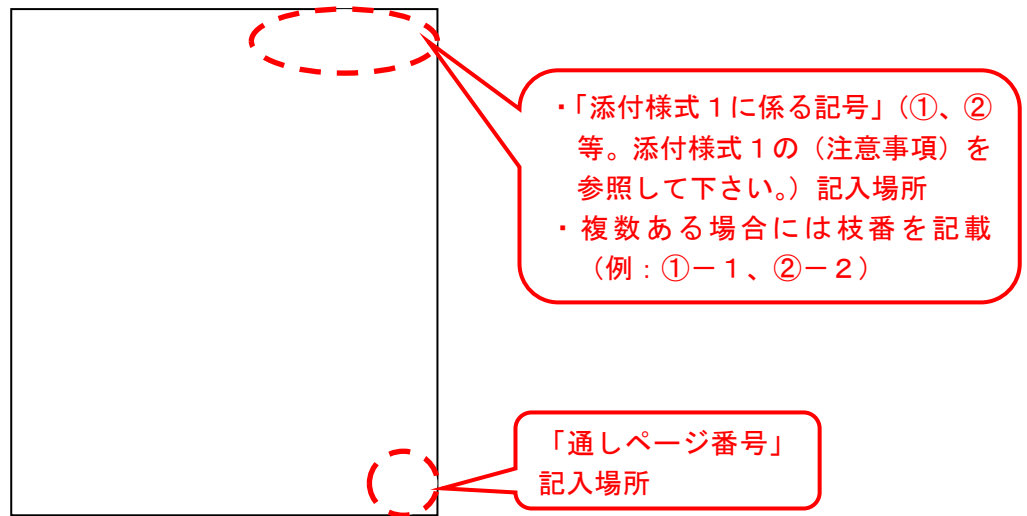 ・「添付様式１に係る記号」（①、②
等。添付様式１の（注意事項）を
参照して下さい。）記入場所
・複数ある場合には枝番を記載
（例：①－１、②－２）
「通しページ番号」
記入場所